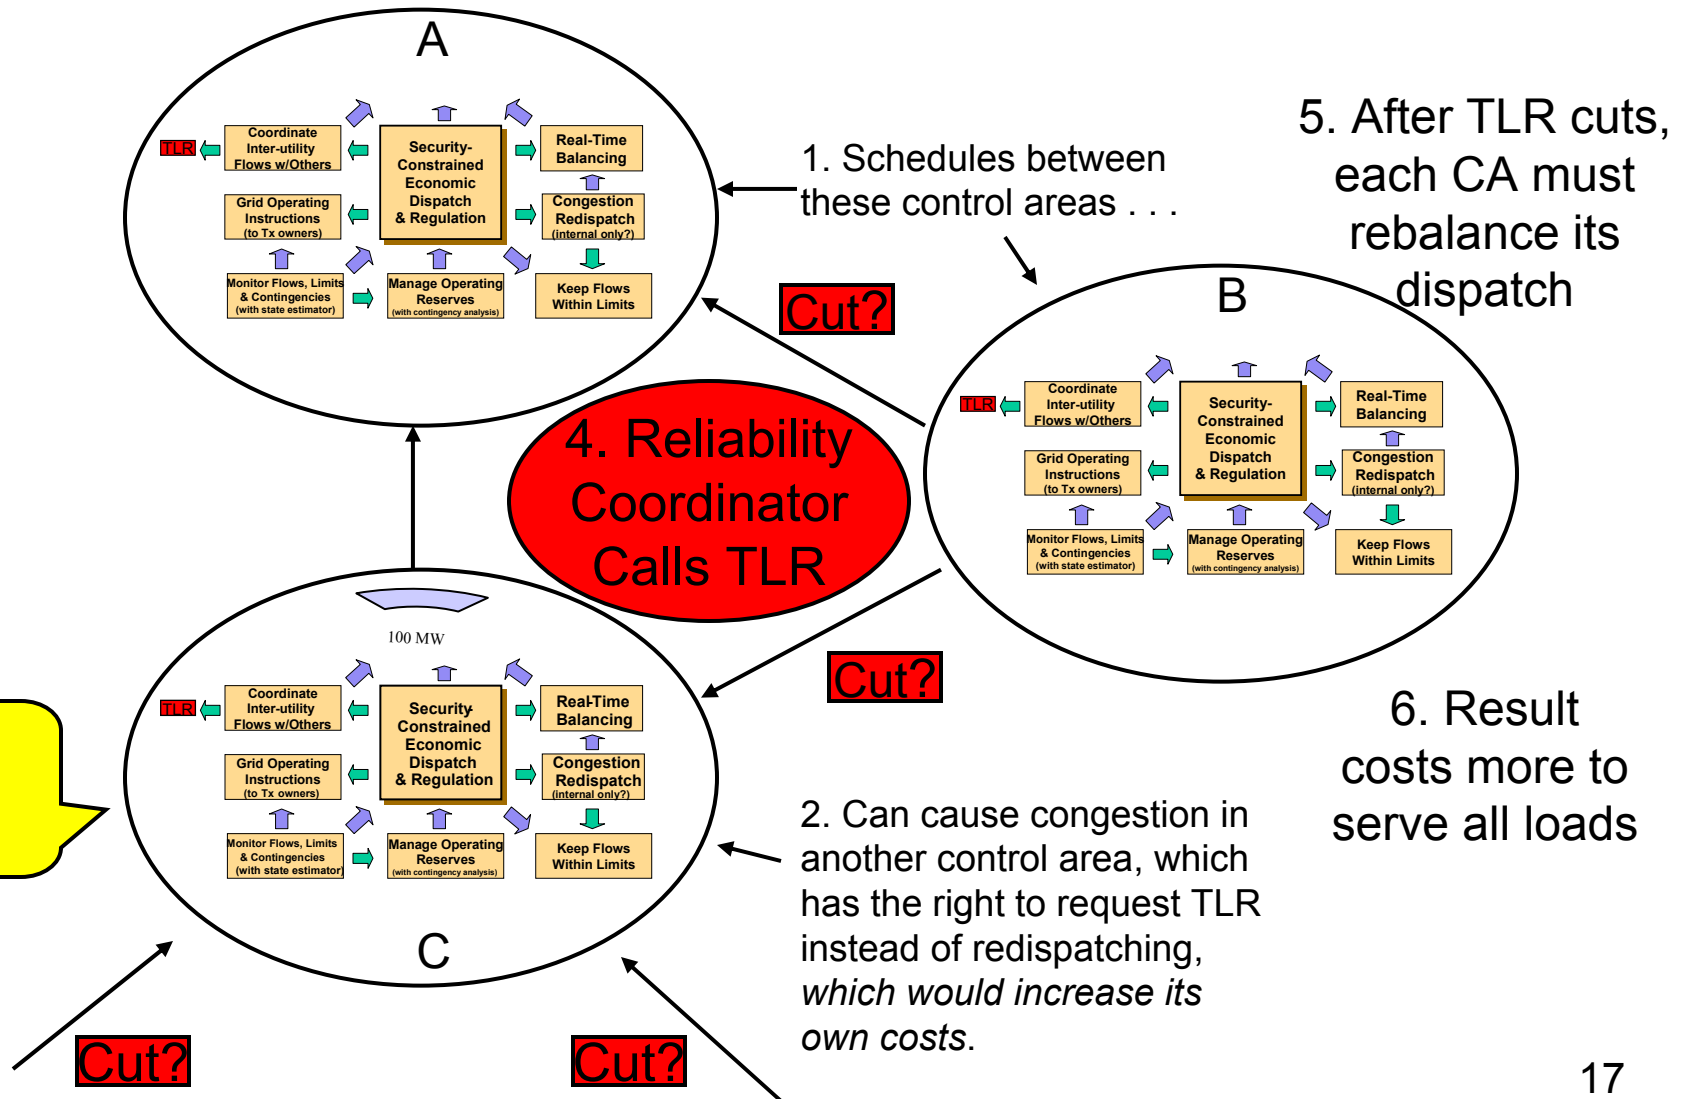 A
TLR
Coordinate
Inter-utility
Flows w/Others
Security-
Constrained
Economic
Dispatch
& Regulation
Real-Time
Balancing
Grid Operating
Instructions
(to Tx owners)
Congestion
Redispatch
(internal only?)
Monitor Flows, Limits
& Contingencies
(with state estimator)
Manage Operating
Reserves
(with contingency analysis)
Keep Flows
Within Limits
1. Schedules between
these control areas . . .
5. After TLR cuts,
each CA must
rebalance its
dispatch
Cut?
B
TLR
Coordinate
Inter-utility
Flows w/Others
Security-
Constrained
Economic
Dispatch
& Regulation
Real-Time
Balancing
Grid Operating
Instructions
(to Tx owners)
Congestion
Redispatch
(internal only?)
Monitor Flows, Limits
& Contingencies
(with state estimator)
Manage Operating
Reserves
(with contingency analysis)
Keep Flows
Within Limits
4. Reliability
Coordinator
Calls TLR
Cut?
100 MW
TLR
Coordinate
Inter-utility
Flows w/Others
Security-
Constrained
Economic
Dispatch
& Regulation
Real-Time
Balancing
Grid Operating
Instructions
(to Tx owners)
Congestion
Redispatch
(internal only?)
Monitor Flows, Limits
& Contingencies
(with state estimator)
Manage Operating
Reserves
(with contingency analysis)
Keep Flows
Within Limits
C
2. Can cause congestion in
another control area, which
has the right to request TLR
instead of redispatching,
which would increase its
own costs.
6. Result
costs more to
serve all loads
Cut?
Cut?
17